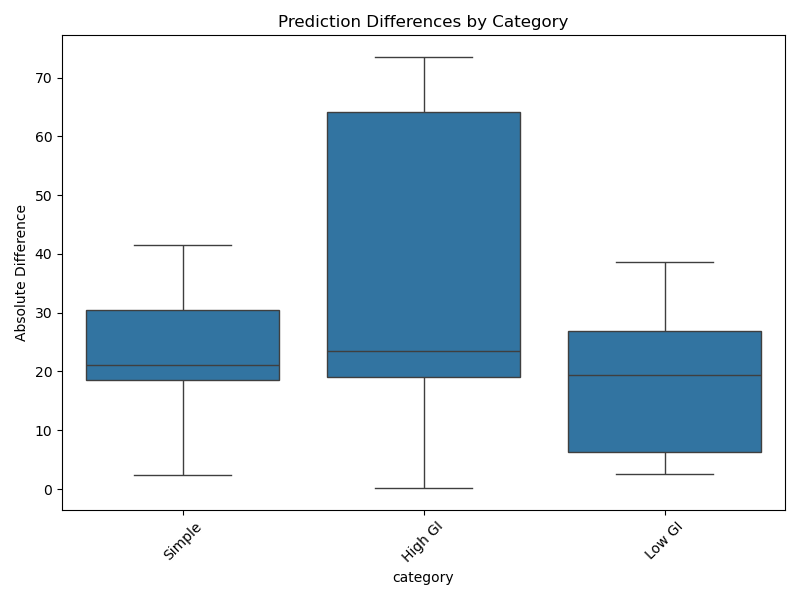 Prediction Differences by Category
Absolute Difference
70
60
50
40
30
20
10
0
Simple
High GI
Low GI
category